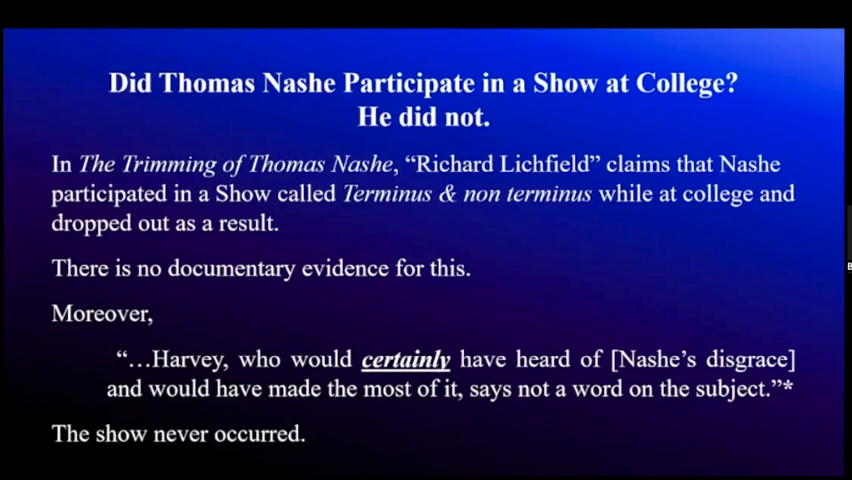 Did Thomas Nashe Participate in a Show at College?
He did not.
In The Trimming of Thomas Nashe, “Richard Lichfield” claims that Nashe
participated in a Show called Terminus & non terminus while at college and
dropped out as a result.
There is no documentary evidence for this.
Moreover,
“…Harvey, who would certainly have heard of [Nashe’s disgrace]
and would have made the most of it, says not a word on the subject.”*
The show never occurred.